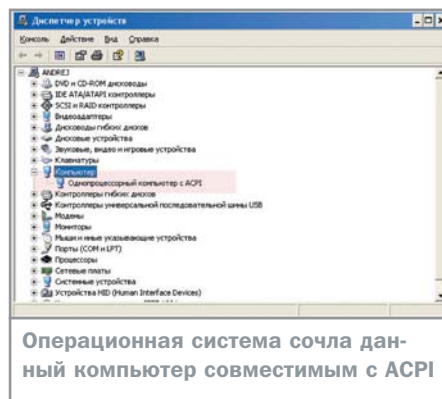 Диспетчер устройств
Консоль Действие Вид Справка
ANDREJ
DVD и CD-ROM дисководы
IDE ATA/ATAPI контроллеры
SCSI и RAID контроллеры
Видеоадаптеры
Дисководы гибких дисков
Дисковые устройства
Звуковые, видео и игровые устройства
Клавиатуры
Компьютер
Однопроцессорный компьютер с ACPI
Контроллеры гибких дисков
Контроллеры универсальной последовательной шины USB
Модемы
Мониторы
Мыши и иные указывающие устройства
Порты (COM и LPT)
Процессоры
Сетевые платы
Системные устройства
Устройства HID (Human Interface Devices)
Операционная система сочла дан-
ный компьютер совместимым с ACPI